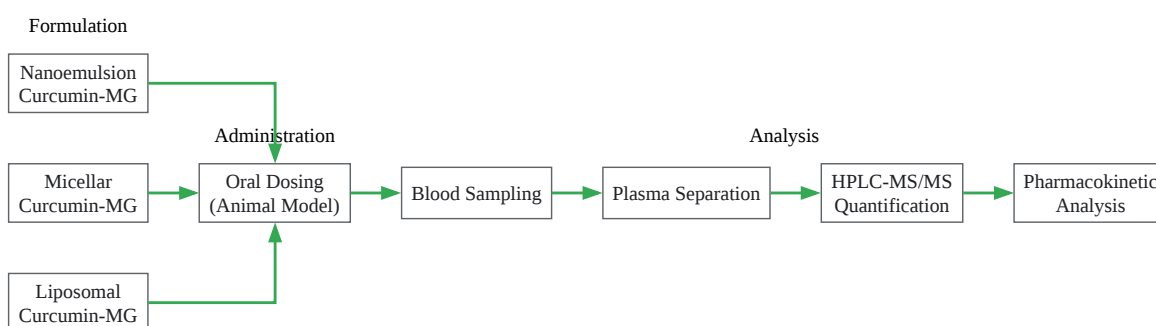 Formulation
Nanoemulsion
Curcumin-MG
Administration
Analysis
Micellar
Curcumin-MG
Oral Dosing
(Animal Model)
Blood Sampling
Plasma Separation
HPLC-MS/MS
Quantification
Pharmacokinetic
Analysis
Liposomal
Curcumin-MG